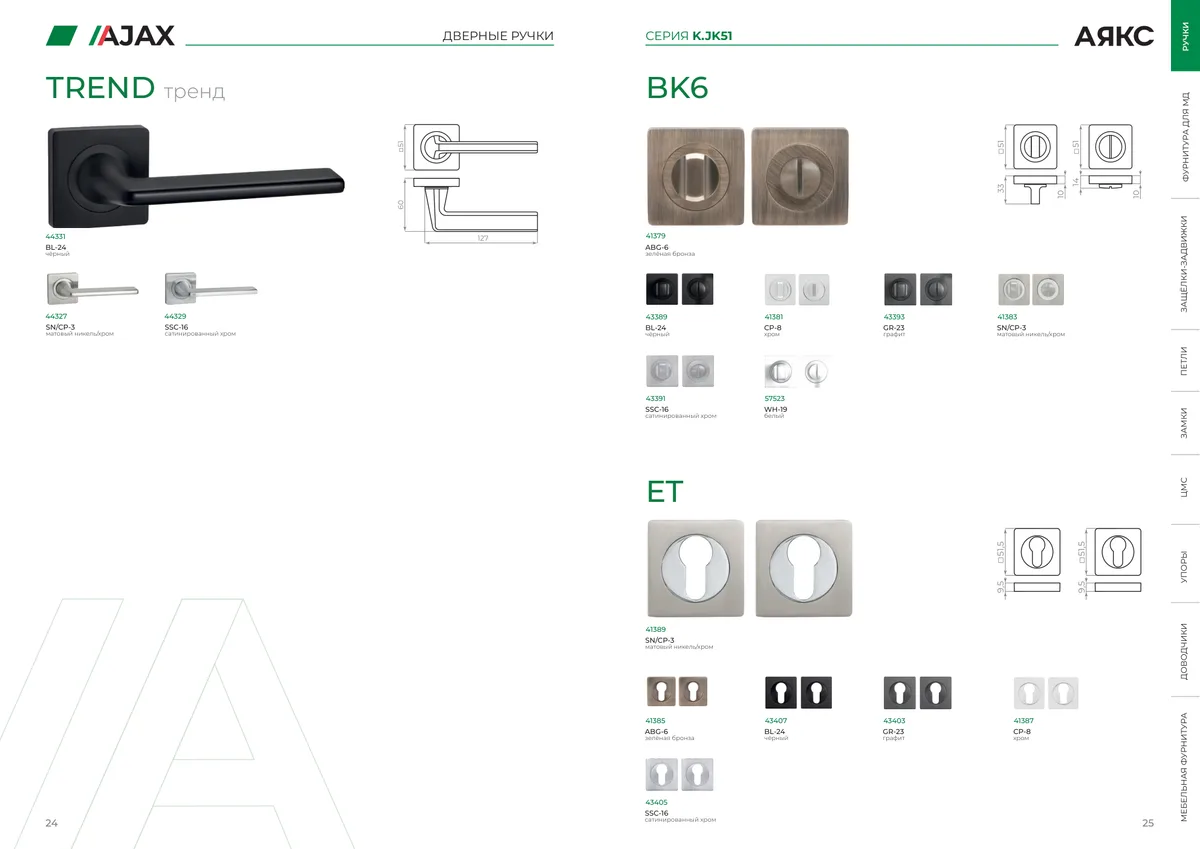 AJAX
ДВЕРНЫЕ РУЧКИ
TREND тренд
□51
60
127
44331
BL-24
чёрный
44327
SN/CP-3
матовый никель/хром
44329
SSC-16
сатинированный хром
24
СЕРИЯ K.JK51
АЯКС
BK6
□51
□51
33
10
14
10
41379
ABG-6
зелёная бронза
43389
BL-24
чёрный
41381
CP-8
хром
43393
GR-23
графит
41383
SN/CP-3
матовый никель/хром
43391
SSC-16
сатинированный хром
57523
WH-19
белый
ET
□51,5
□51,5
9,5
9,5
41389
SN/CP-3
матовый никель/хром
41385
ABG-6
зелёная бронза
43407
BL-24
чёрный
43403
GR-23
графит
41387
CP-8
хром
43405
SSC-16
сатинированный хром
25
РУЧКИ
ФУРНИТУРА ДЛЯ МД
ЗАЩЁЛКИ-ЗАДВИЖКИ
ПЕТЛИ
ЗАМКИ
ЦМС
УПОРЫ
ДОВОДЧИКИ
МЕБЕЛЬНАЯ ФУРНИТУРА